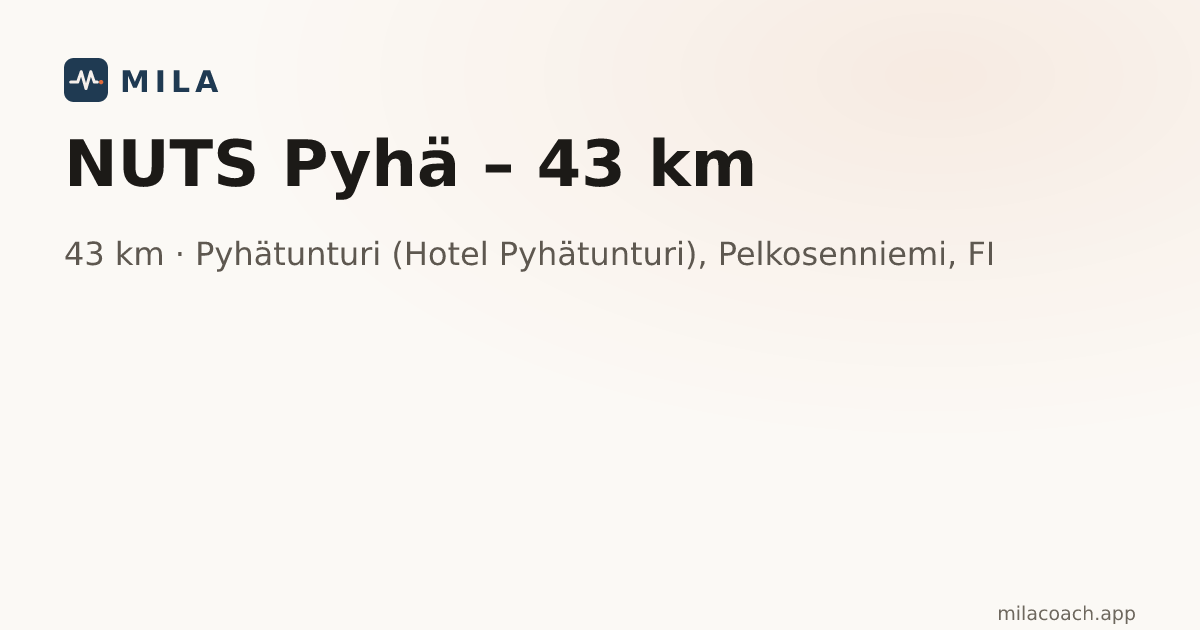 MILA
NUTS Pyhä – 43 km
43 km · Pyhätunturi (Hotel Pyhätunturi), Pelkosenniemi, FI
milacoach.app